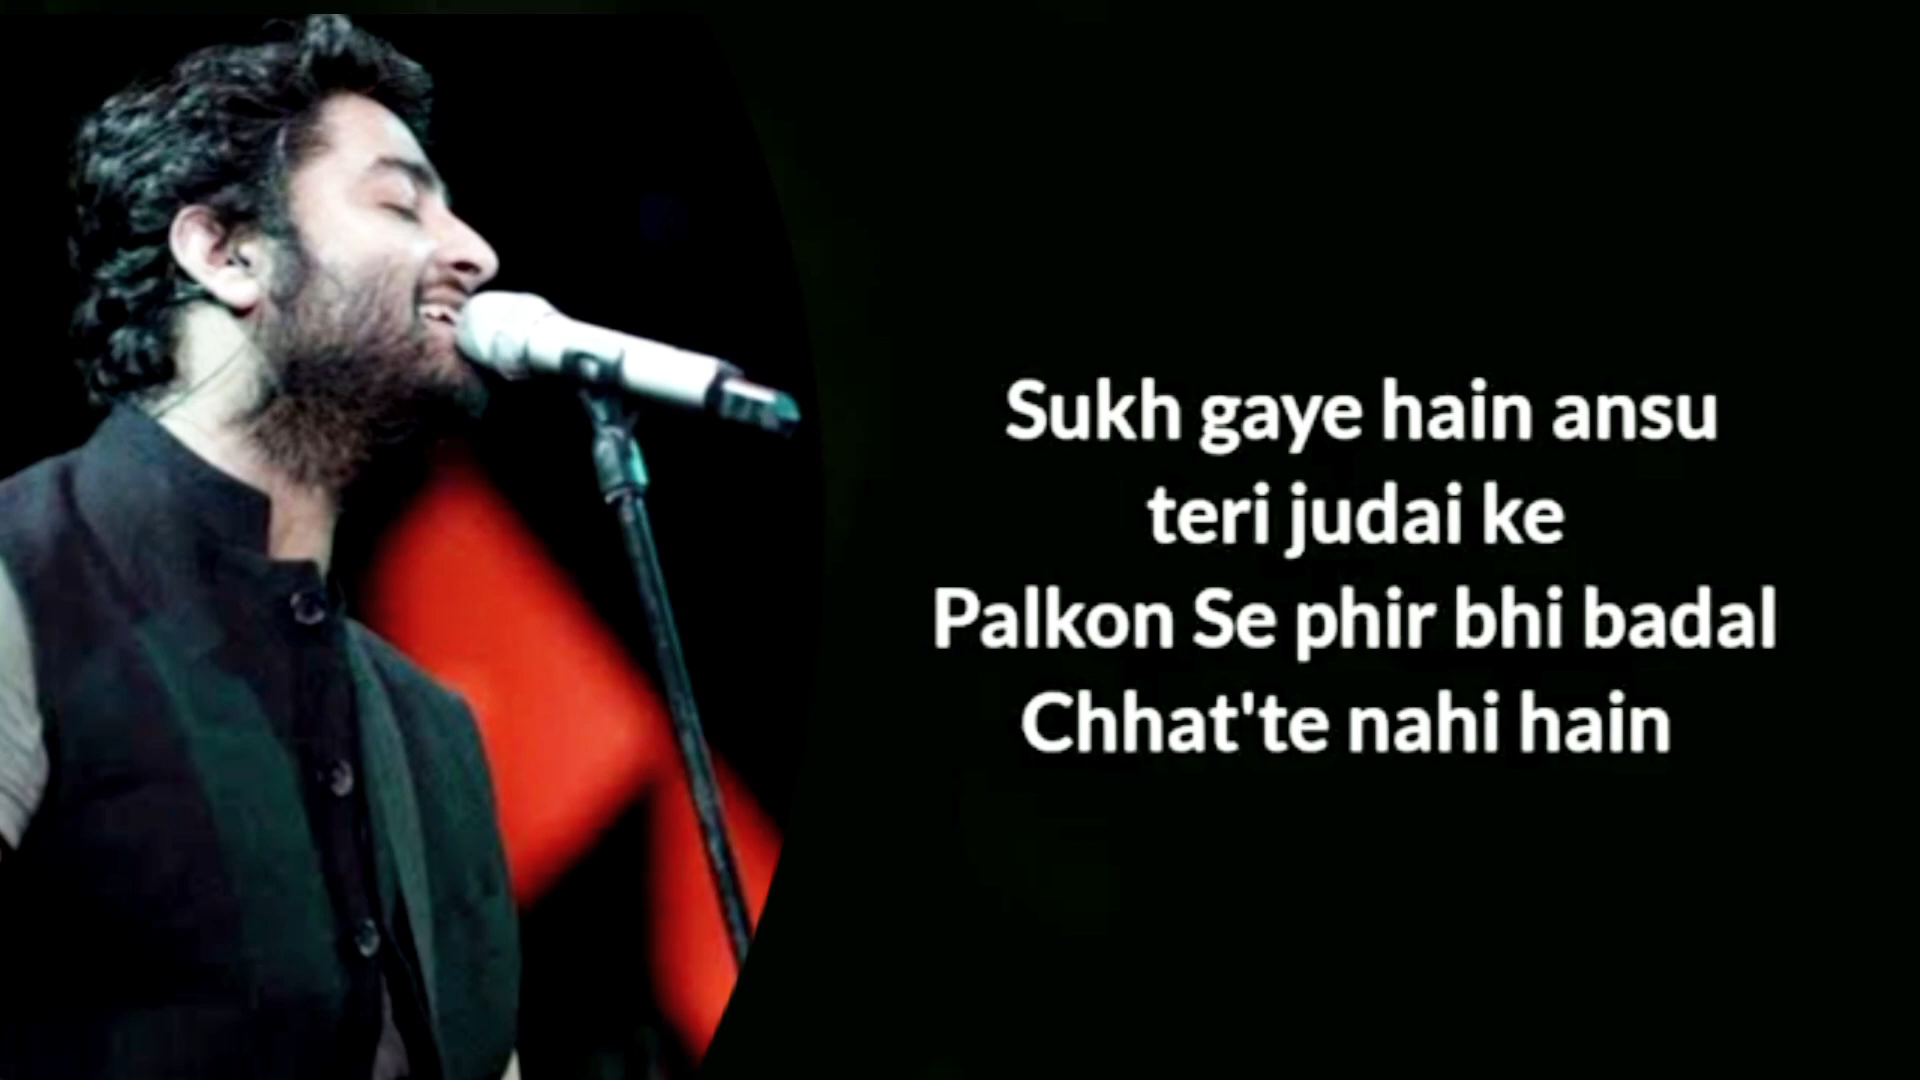 Sukh gaye hain ansu
teri judai ke
Palkon Se phir bhi badal
Chhat'te nahi hain